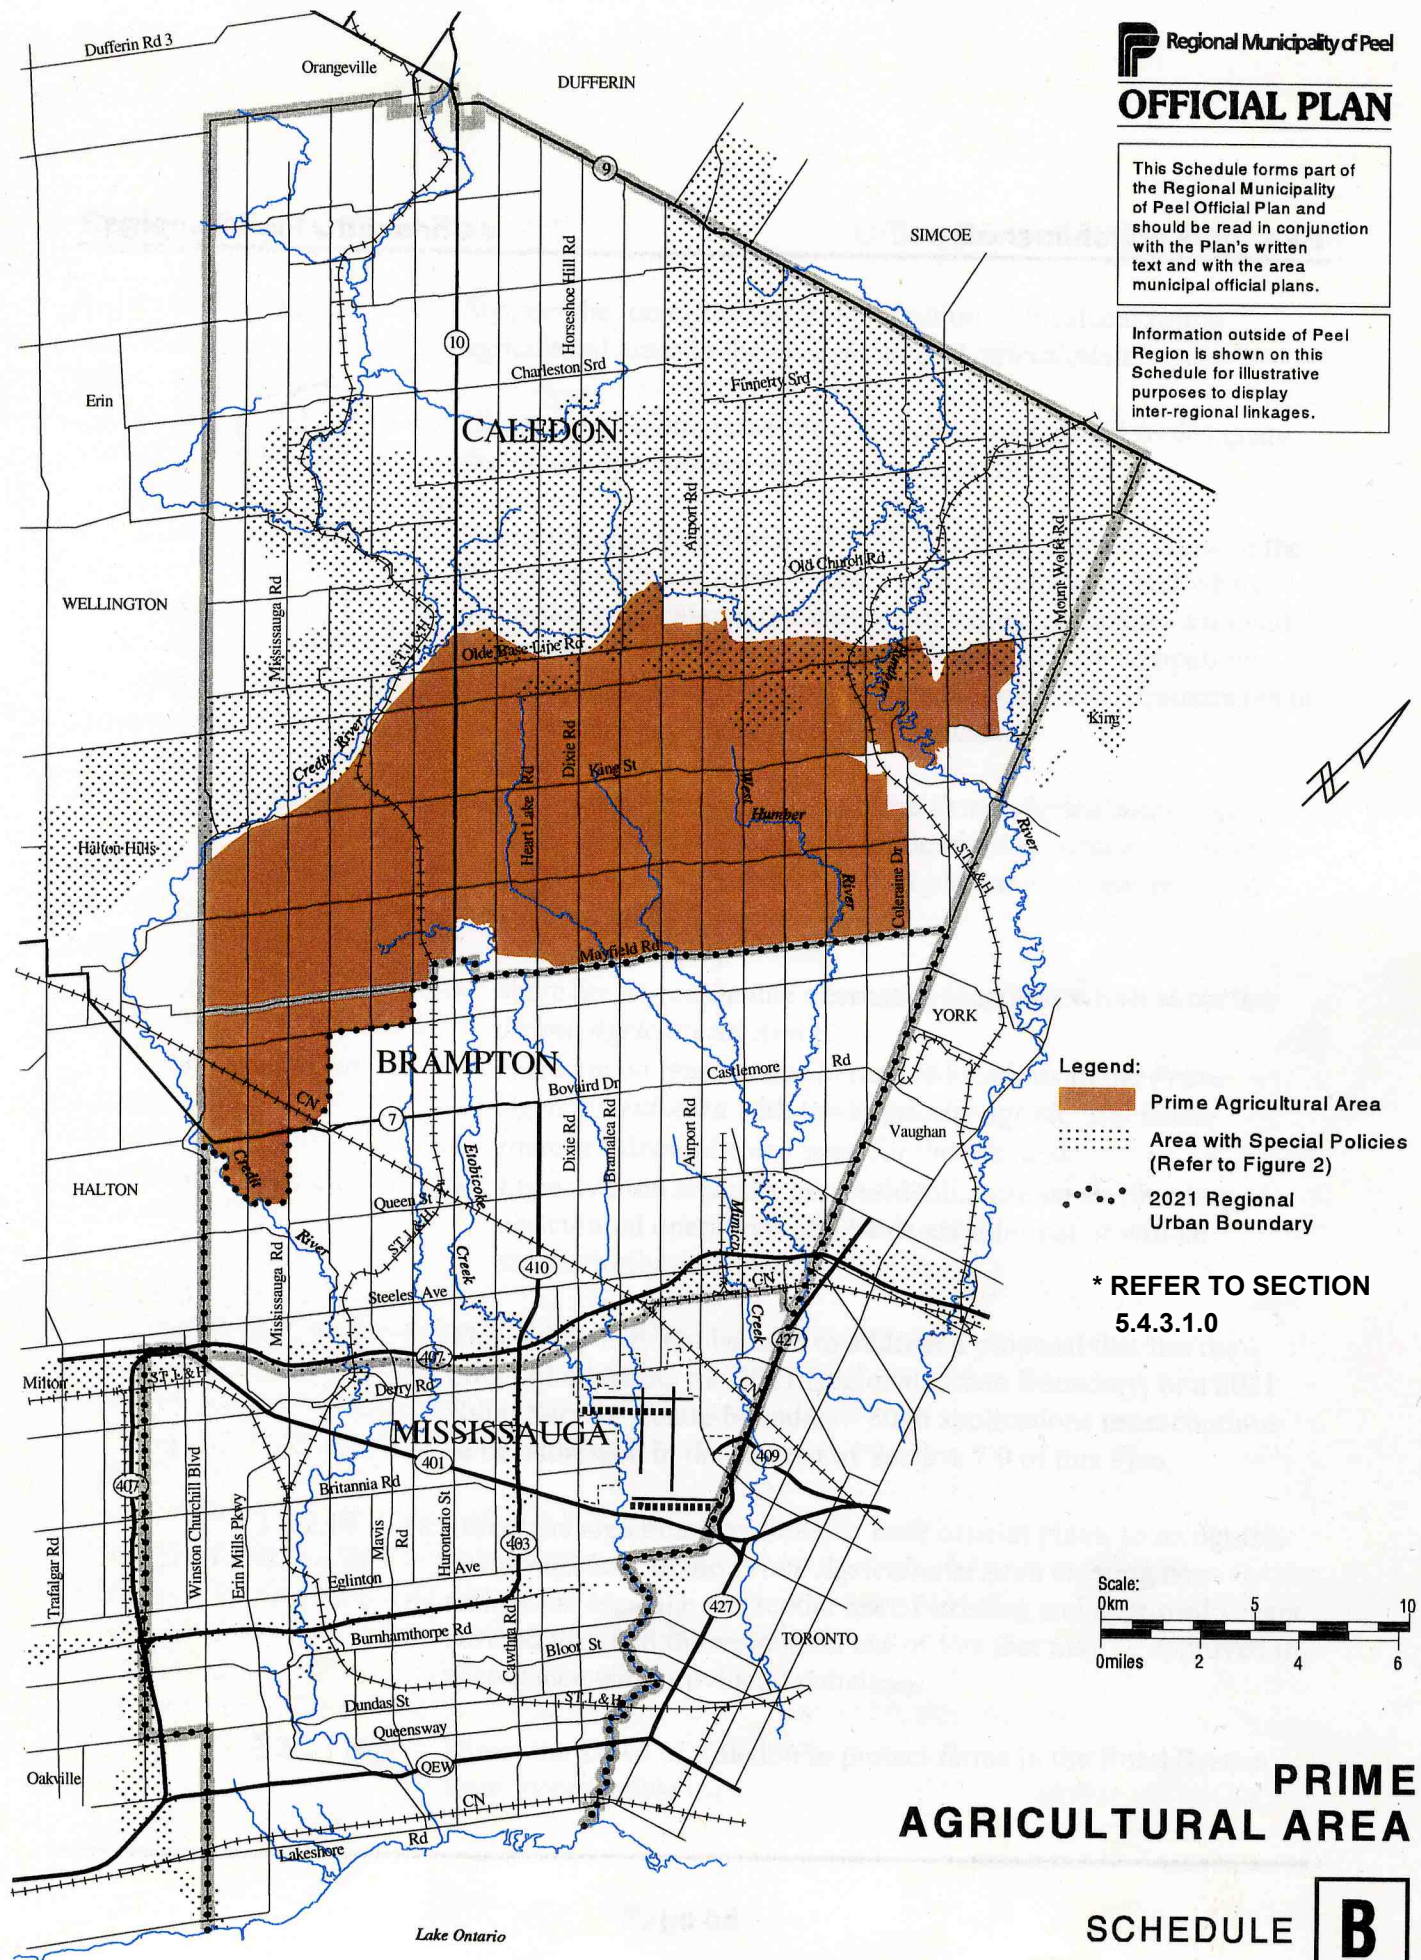 Regional Municipality of Peel
OFFICIAL PLAN
This Schedule forms part of
the Regional Municipality
of Peel Official Plan and
should be read in conjunction
with the Plan's written
text and with the area
municipal official plans.
Information outside of Peel
Region is shown on this
Schedule for illustrative
purposes to display
inter-regional linkages.
Dufferin Rd 3
Orangeville
DUFFERIN
9
SIMCOE
Horseshoe Hill Rd
10
Charleston Srd
Finnerty Srd
Erin
CALEDON
Airport Rd
Old Church Rd
Mount Wolfe Rd
WELLINGTON
Mississauga Rd
ST.L&H
Olde Base Line Rd
Humber
King
Credit River
Dixie Rd
King St
Heart Lake Rd
West
Humber
River
River
Halton Hills
ST.L&H
Coleraine Dr
Mayfield Rd
YORK
BRAMPTON
Castlemore Rd
Bovaird Dr
CN
7
Dixie Rd
Bramalea Rd
Airport Rd
Vaughan
Etobicoke
Creek
Credit
River
HALTON
Queen St
ST.L&H
Mimico
Creek
410
CN
Mississauga Rd
Steeles Ave
427
407
Milton
ST.L&H
Derry Rd
CN
MISSISSAUGA
401
409
407
Winston Churchill Blvd
Erin Mills Pkwy
Britannia Rd
Mavis
Rd
Hurontario St
403
Trafalgar Rd
Eglinton Ave
427
Burnhamthorpe Rd
Cawthra Rd
Bloor St
TORONTO
Dundas St
ST.L&H
Queensway
QEW
Oakville
CN
Lakeshore Rd
Lake Ontario
Legend:
Prime Agricultural Area
Area with Special Policies
(Refer to Figure 2)
2021 Regional
Urban Boundary
* REFER TO SECTION
5.4.3.1.0
Scale:
0km 5 10
0miles 2 4 6
PRIME
AGRICULTURAL AREA
SCHEDULE B